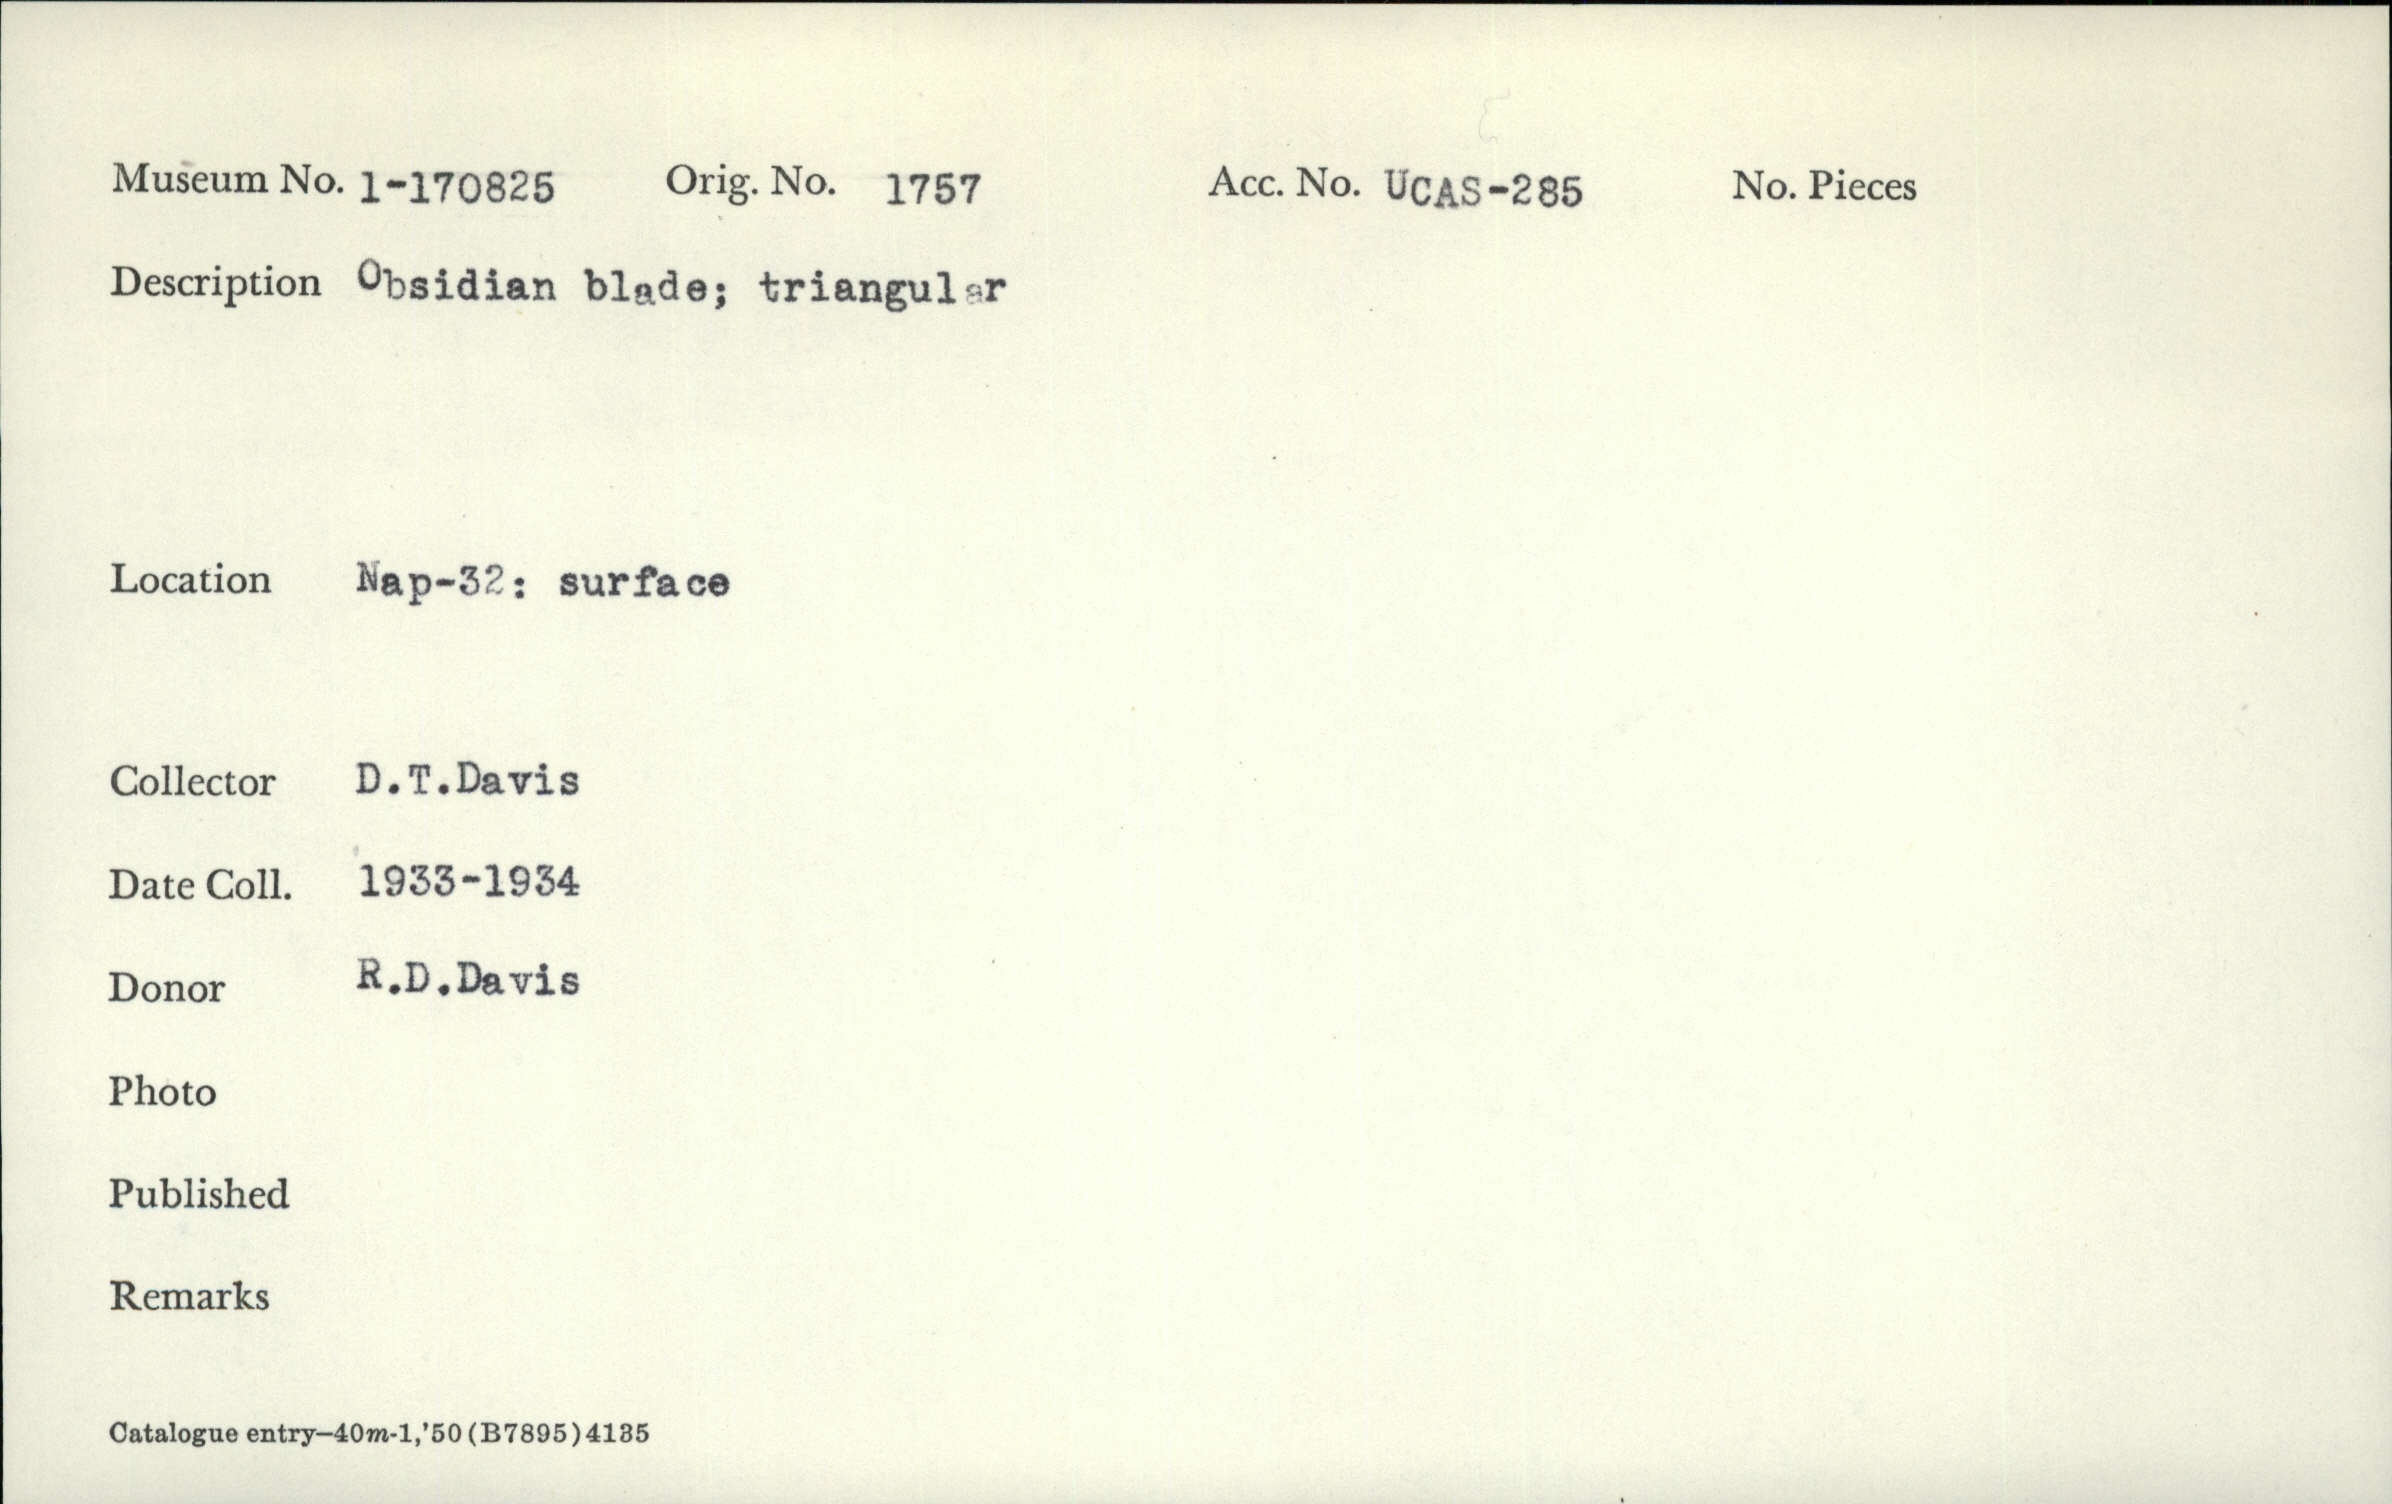 Museum No. 1-170825 Orig. No. 1757 Acc. No. UCAS-285 No. Pieces
Description Obsidian blade; triangular
Location Nap-32: surface
Collector D.T.Davis
Date Coll. 1933-1934
Donor R.D.Davis
Photo
Published
Remarks
Catalogue entry—40m-1,'50(B7895)4135